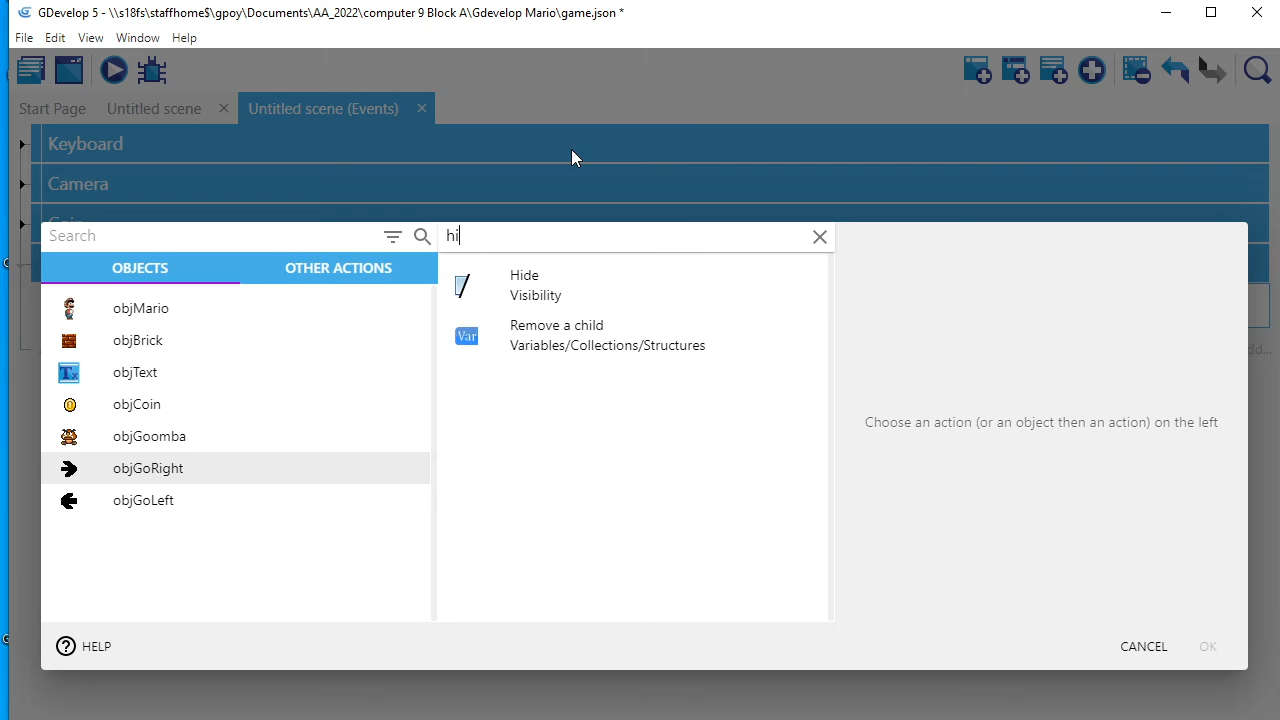 GDevelop 5 - \\s18fs\staffhome$\gpoy\Documents\AA_2022\computer 9 Block A\Gdevelop Mario\game.json *
File Edit View Window Help
Start Page Untitled scene Untitled scene (Events)
Keyboard
Camera
Coin
Search
hi
OBJECTS OTHER ACTIONS
objMario
objBrick
Tx objText
objCoin
objGoomba
objGoRight
objGoLeft
Hide
Visibility
Var Remove a child
Variables/Collections/Structures
dd...
Choose an action (or an object then an action) on the left
? HELP
CANCEL OK